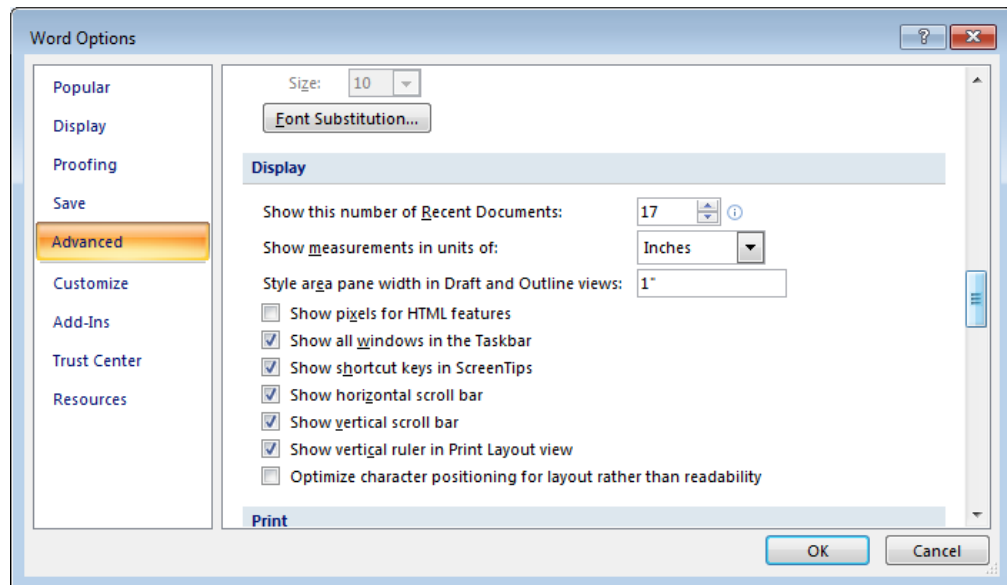 Word Options
Popular
Display
Proofing
Save
Advanced
Customize
Add-Ins
Trust Center
Resources
Size: 10
Font Substitution...
Display
Show this number of Recent Documents: 17
Show measurements in units of: Inches
Style area pane width in Draft and Outline views: 1"
Show pixels for HTML features
Show all windows in the Taskbar
Show shortcut keys in ScreenTips
Show horizontal scroll bar
Show vertical scroll bar
Show vertical ruler in Print Layout view
Optimize character positioning for layout rather than readability
Print
OK Cancel